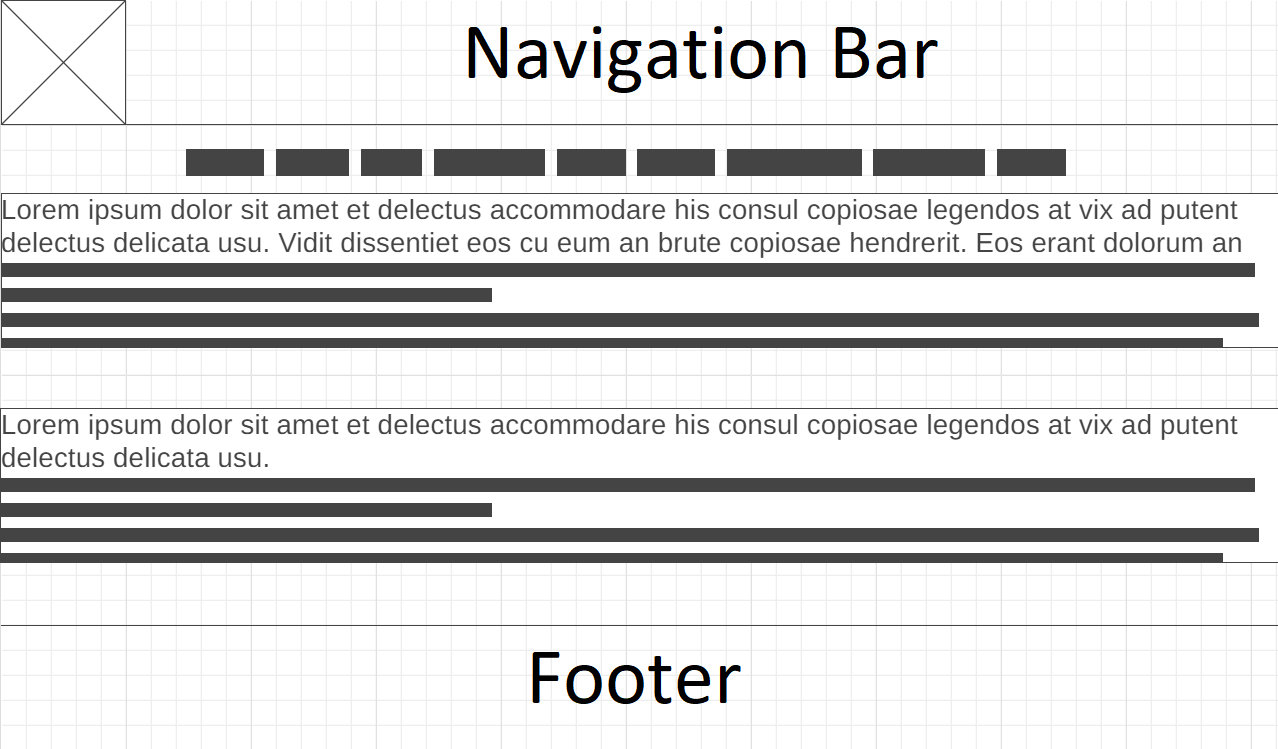 Navigation Bar
Lorem ipsum dolor sit amet et delectus accommodare his consul copiosae legendos at vix ad putent
delectus delicata usu. Vidit dissentiet eos cu eum an brute copiosae hendrerit. Eos erant dolorum an
Lorem ipsum dolor sit amet et delectus accommodare his consul copiosae legendos at vix ad putent
delectus delicata usu.
Footer